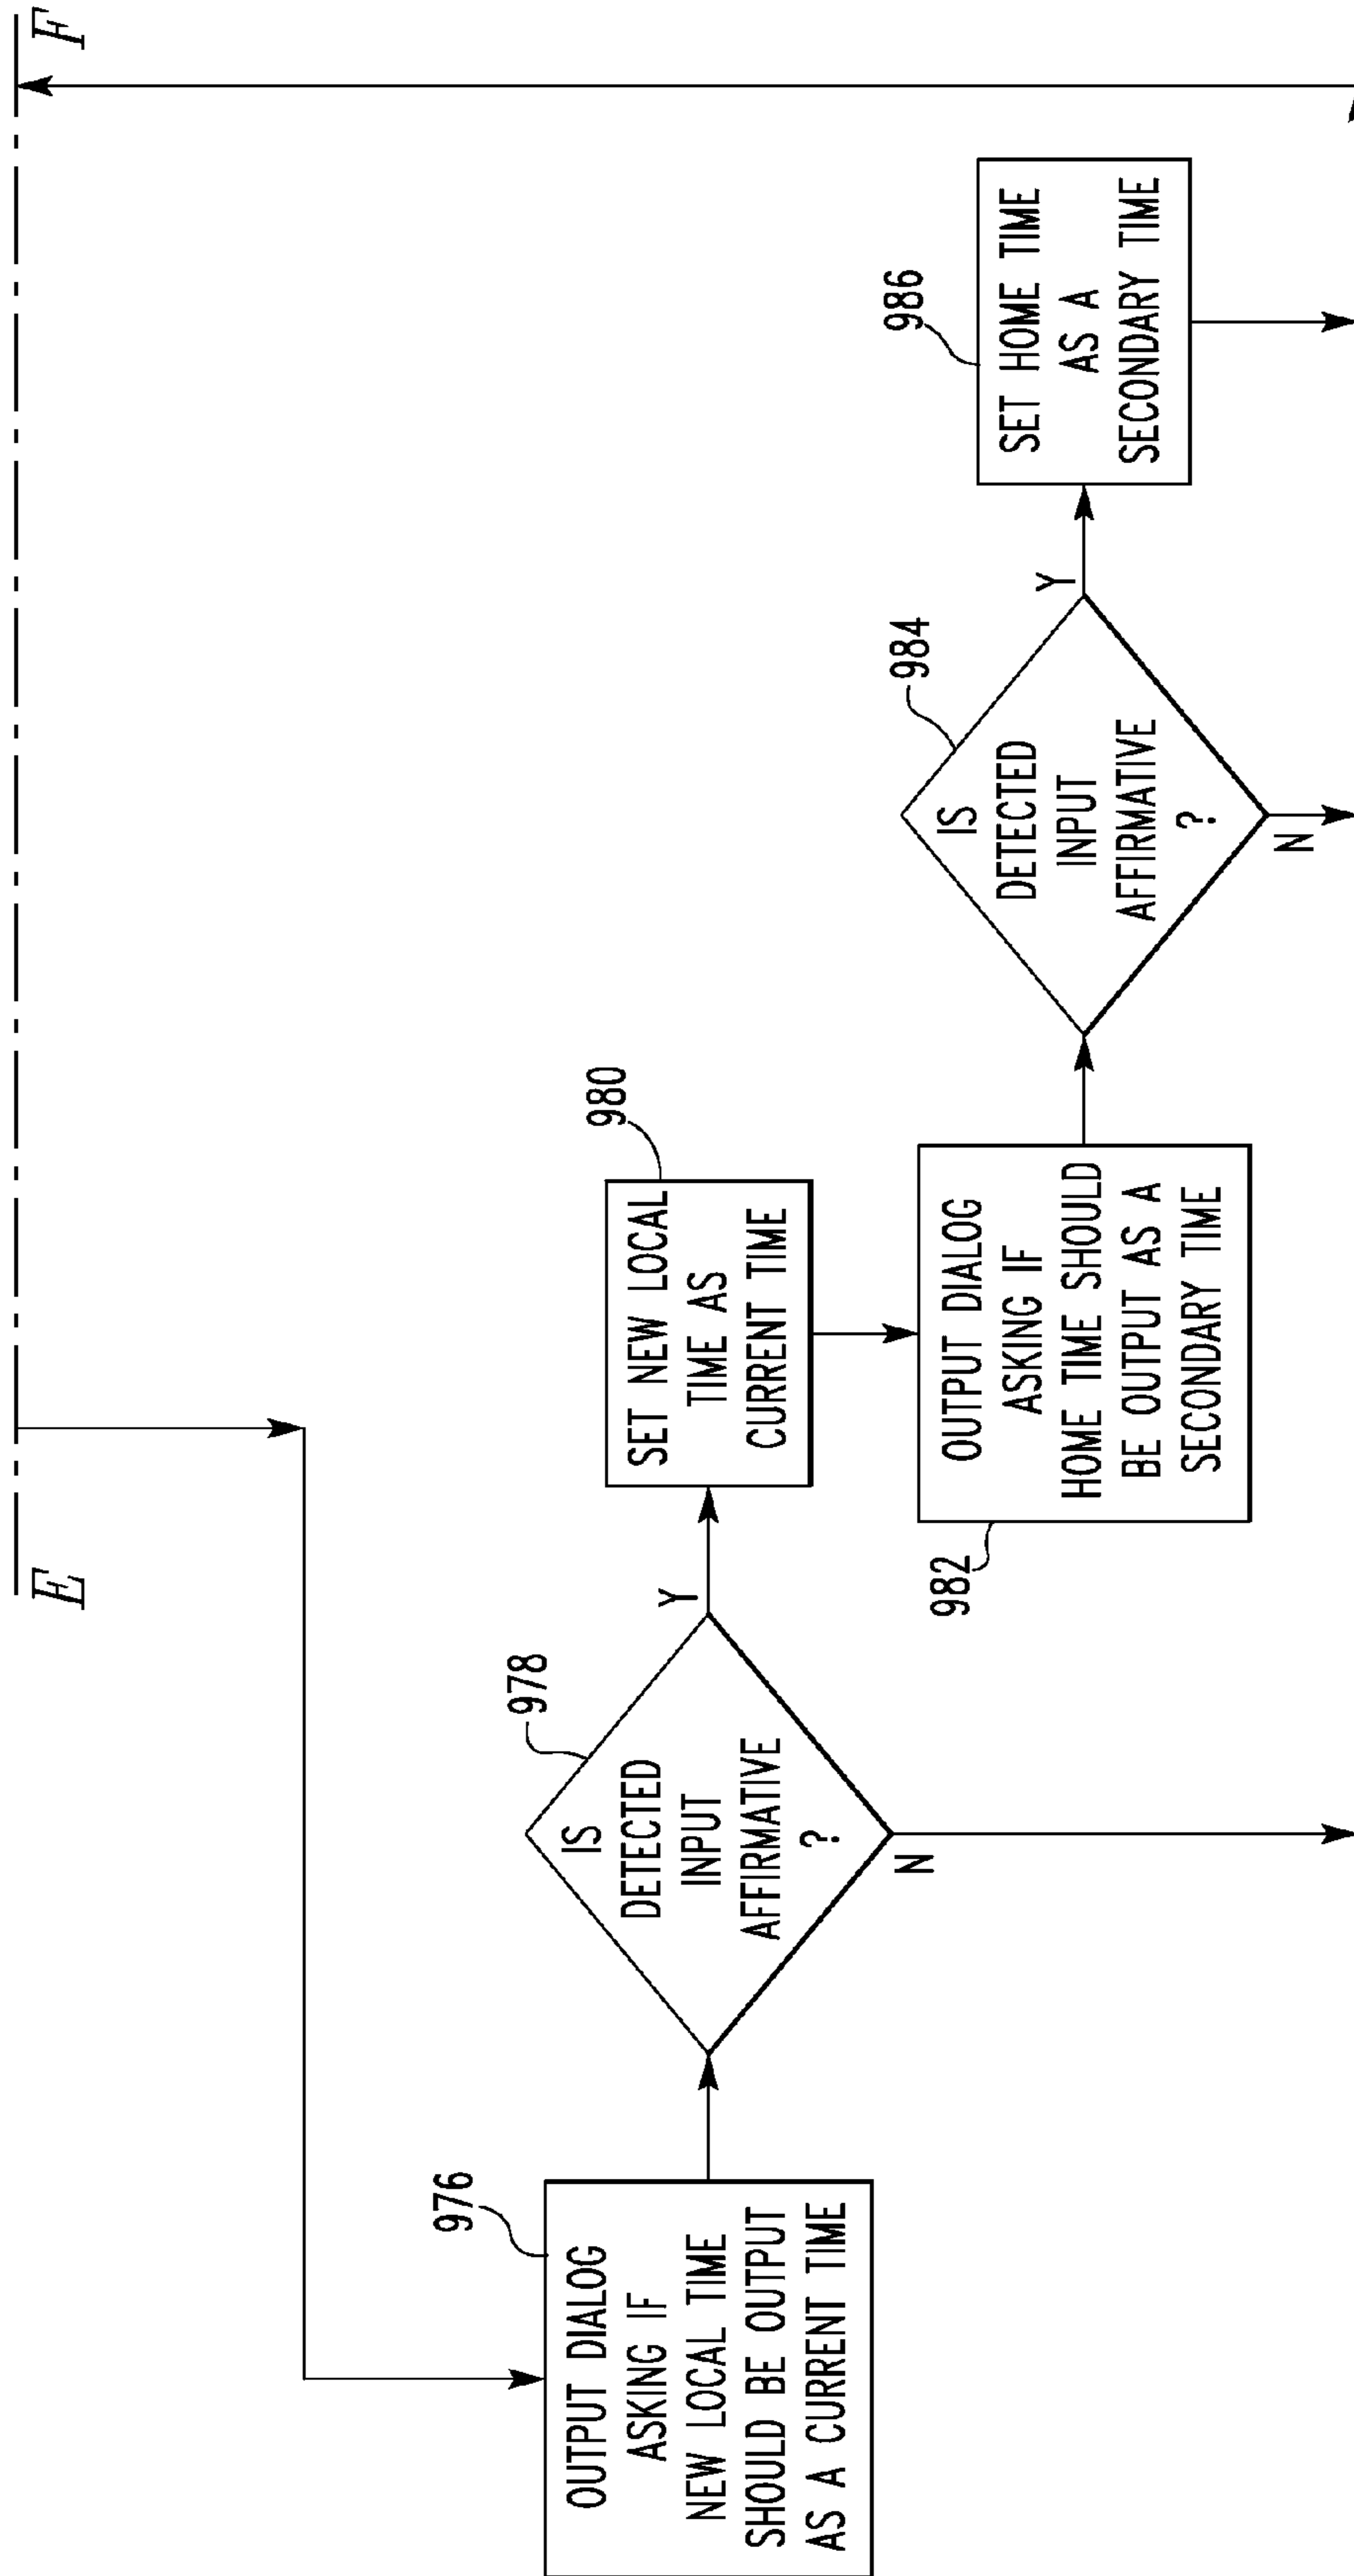 E
F
976
OUTPUT DIALOG
ASKING IF
NEW LOCAL TIME
SHOULD BE OUTPUT
AS A CURRENT TIME
978
IS
DETECTED
INPUT
AFFIRMATIVE
?
Y
N
980
SET NEW LOCAL
TIME AS
CURRENT TIME
982
OUTPUT DIALOG
ASKING IF
HOME TIME SHOULD
BE OUTPUT AS A
SECONDARY TIME
984
IS
DETECTED
INPUT
AFFIRMATIVE
?
Y
N
986
SET HOME TIME
AS A
SECONDARY TIME